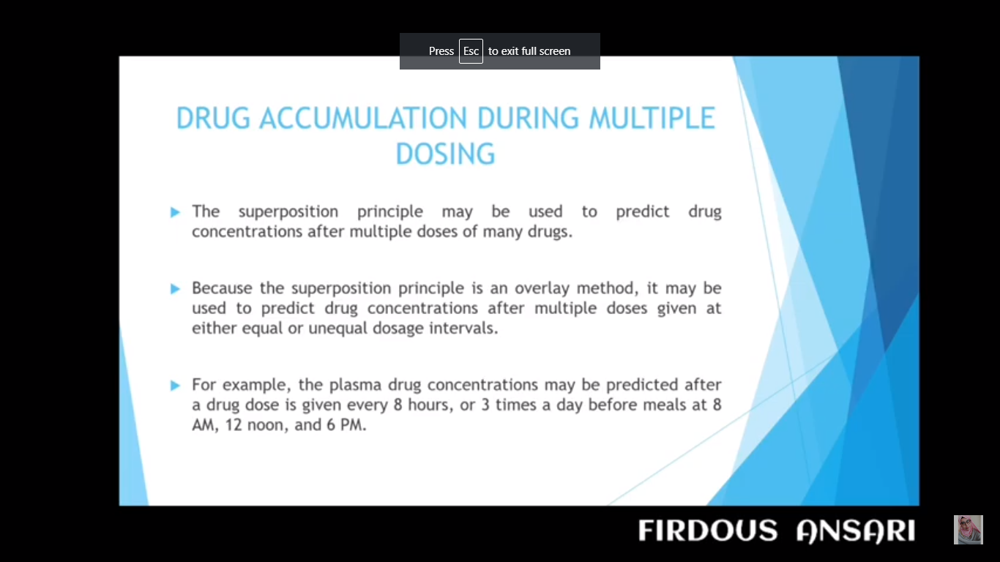 Press Esc to exit full screen
DRUG ACCUMULATION DURING MULTIPLE
DOSING
The superposition principle may be used to predict drug
concentrations after multiple doses of many drugs.
Because the superposition principle is an overlay method, it may be
used to predict drug concentrations after multiple doses given at
either equal or unequal dosage intervals.
For example, the plasma drug concentrations may be predicted after
a drug dose is given every 8 hours, or 3 times a day before meals at 8
AM, 12 noon, and 6 PM.
FIRDOUS ANSARI